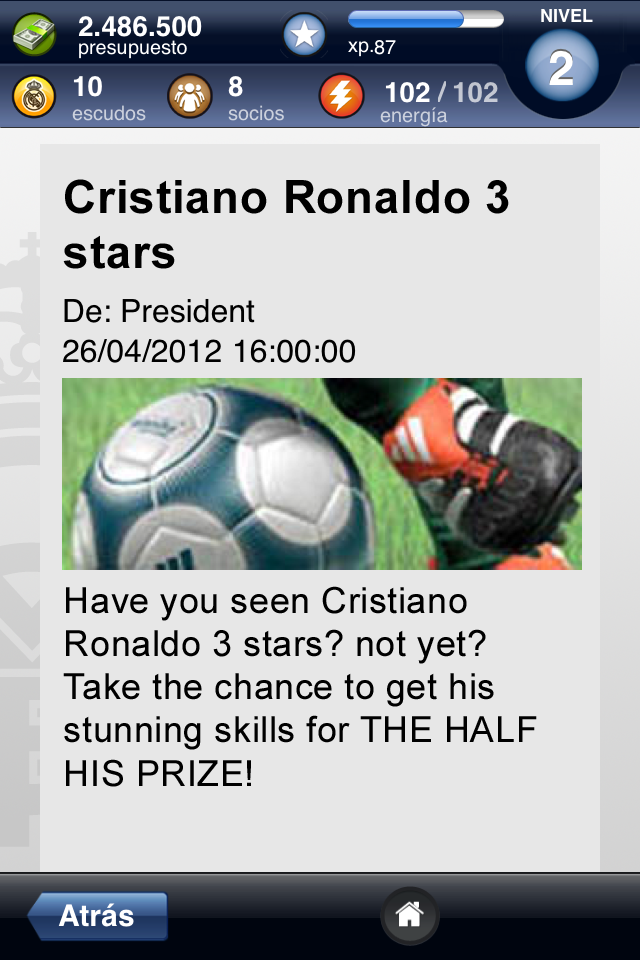 2.486.500
presupuesto
xp.87
NIVEL
2
10
escudos
8
socios
102 / 102
energía
Cristiano Ronaldo 3
stars
De: President
26/04/2012 16:00:00
Have you seen Cristiano
Ronaldo 3 stars? not yet?
Take the chance to get his
stunning skills for THE HALF
HIS PRIZE!
Atrás